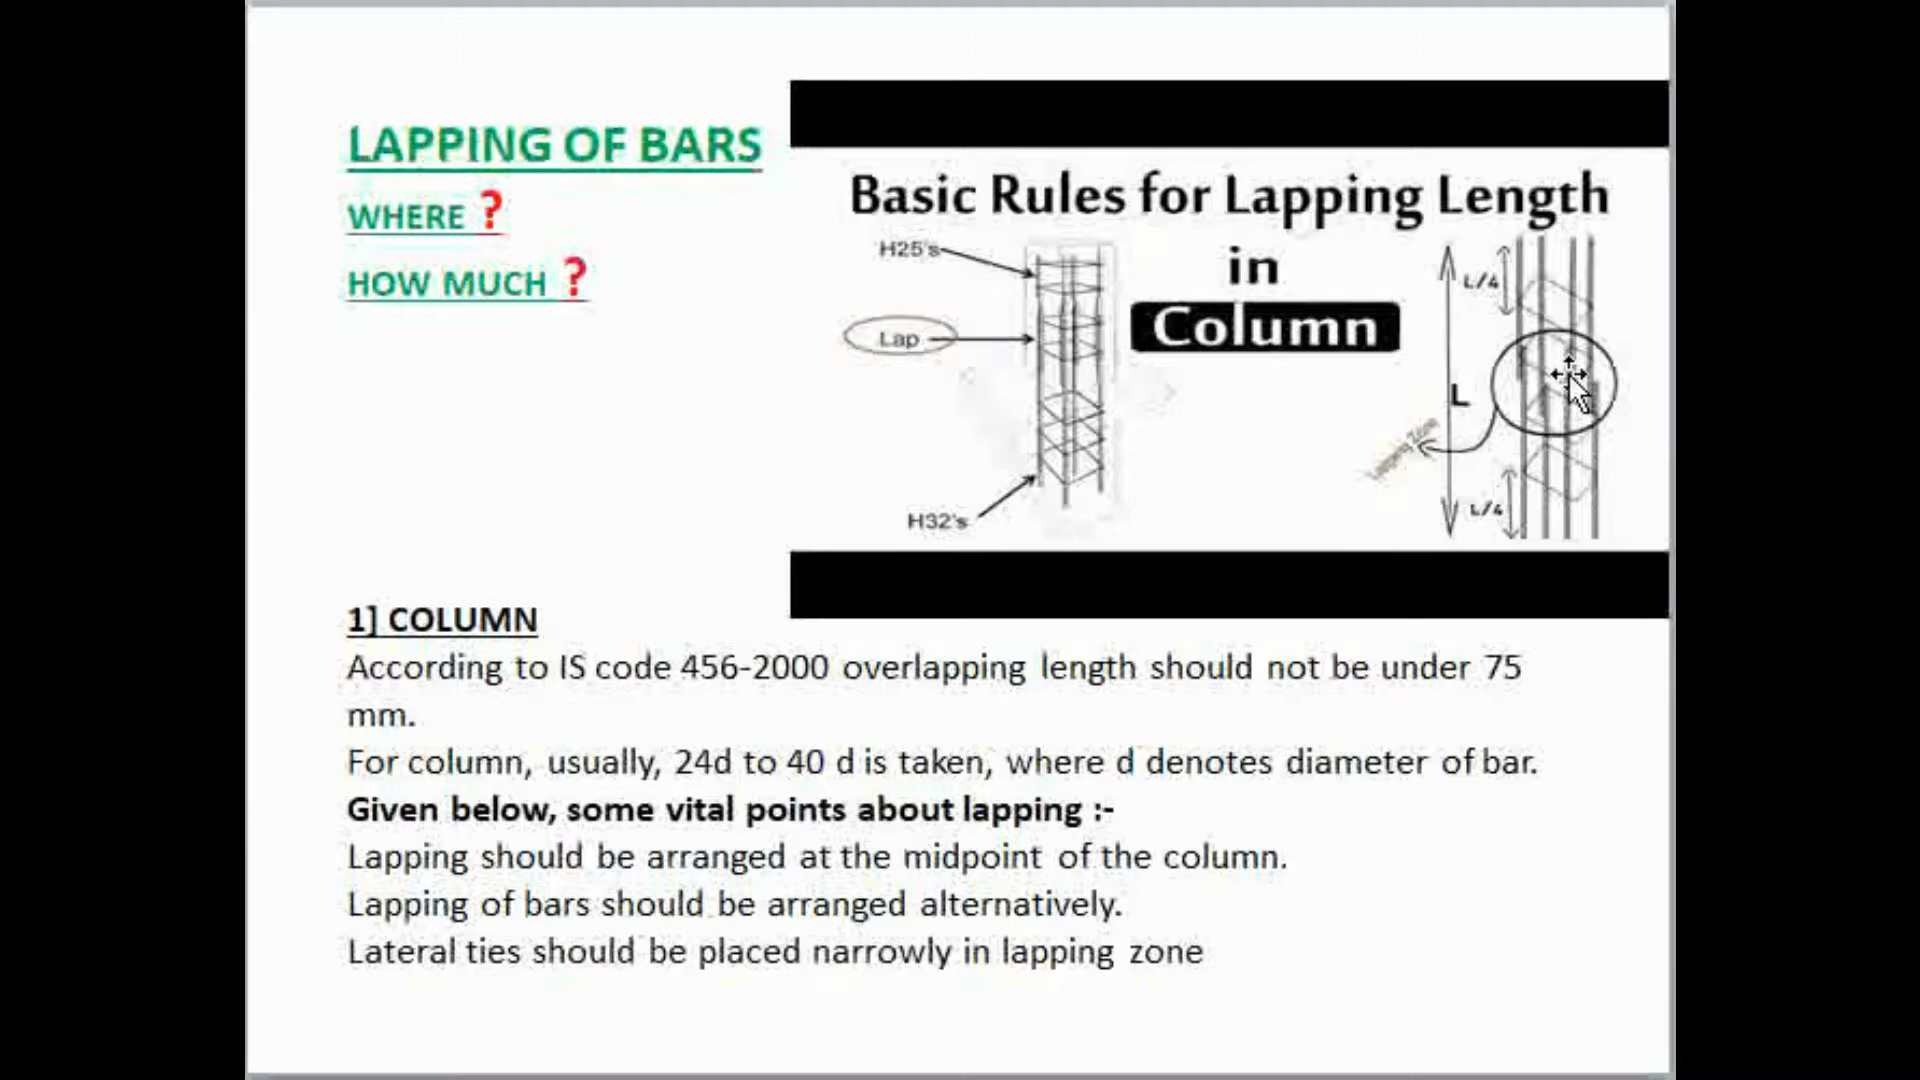 LAPPING OF BARS
WHERE ?
HOW MUCH ?
Basic Rules for Lapping Length
in
Column
H25's
Lap
H32's
L/4
L
Lapping Zone
L/4
1] COLUMN
According to IS code 456-2000 overlapping length should not be under 75
mm.
For column, usually, 24d to 40 d is taken, where d denotes diameter of bar.
Given below, some vital points about lapping :-
Lapping should be arranged at the midpoint of the column.
Lapping of bars should be arranged alternatively.
Lateral ties should be placed narrowly in lapping zone